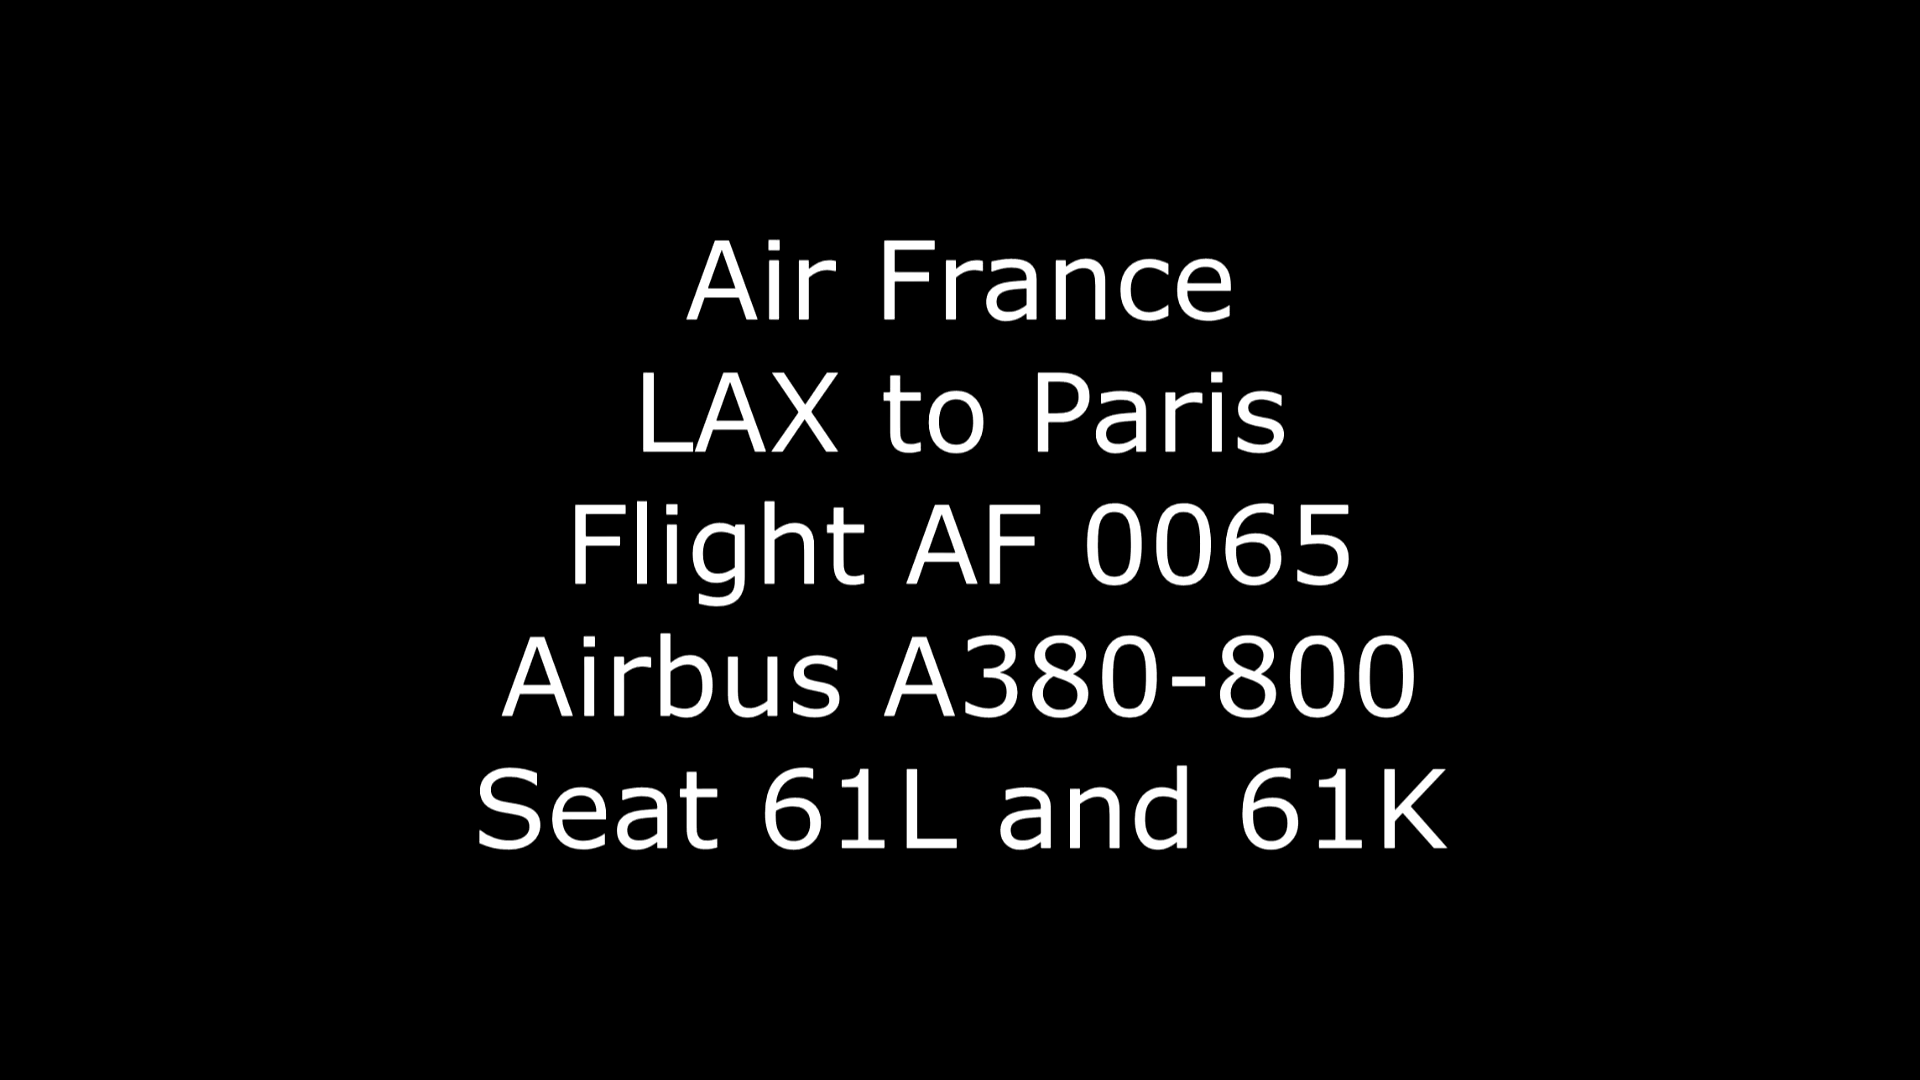 Air France
LAX to Paris
Flight AF 0065
Airbus A380-800
Seat 61L and 61K